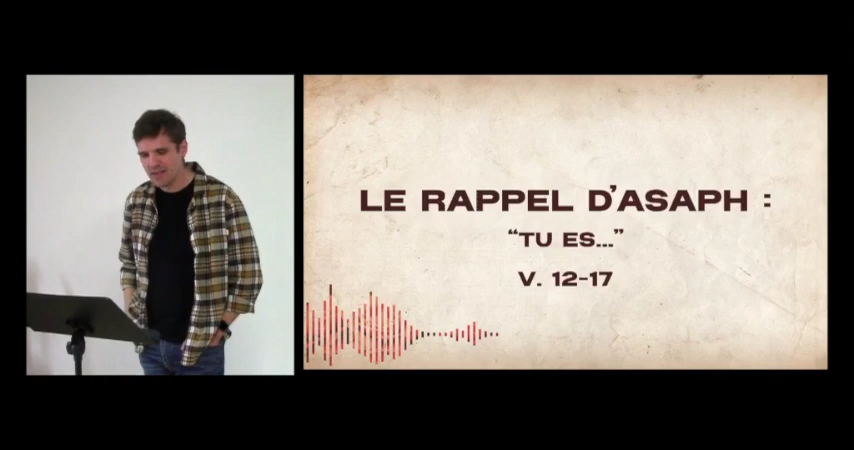 LE RAPPEL D'ASAPH :
“TU ES...”
V. 12-17